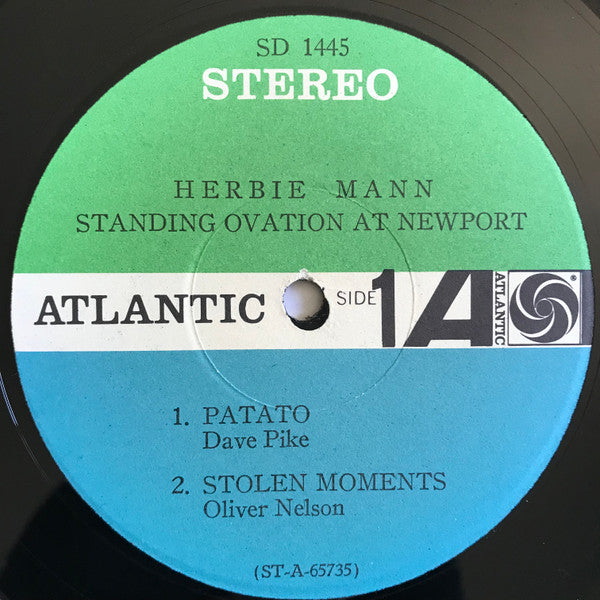 SD 1445
STEREO
HERBIE MANN
STANDING OVATION AT NEWPORT
ATLANTIC SIDE 1 A ATLANTIC ®
1. PATATO
Dave Pike
2. STOLEN MOMENTS
Oliver Nelson
(ST-A-65735)